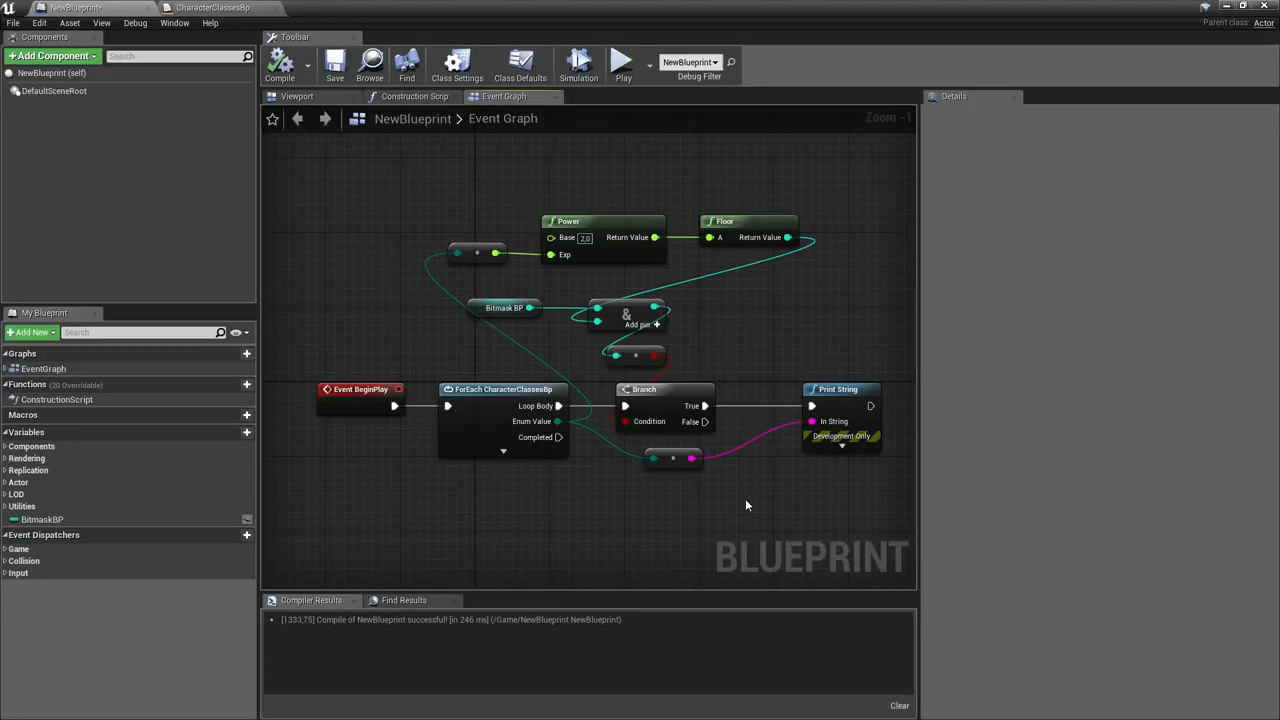 NewBlueprint*
CharacterClassesBp
File Edit Asset View Debug Window Help
Parent class: Actor
Components
Toolbar
+ Add Component
Search
NewBlueprint (self)
DefaultSceneRoot
Compile
Save
Browse
Find
Class Settings
Class Defaults
Simulation
Play
NewBlueprint
Debug Filter
Viewport
Construction Scrip
Event Graph
Details
NewBlueprint > Event Graph
Zoom -1
Power
Base 2,0
Return Value
Exp
Floor
A
Return Value
Bitmask BP
&
Add pin +
Event BeginPlay
ForEach CharacterClassesBp
Loop Body
Enum Value
Completed
Branch
True
Condition
False
Print String
In String
Development Only
BLUEPRINT
My Blueprint
+ Add New
Search
Graphs
EventGraph
Functions (20 Overridable)
ConstructionScript
Macros
Variables
Components
Rendering
Replication
Actor
LOD
Utilities
BitmaskBP
Event Dispatchers
Game
Collision
Input
Compiler Results
Find Results
[1333,75] Compile of NewBlueprint successful! [in 246 ms] (/Game/NewBlueprint.NewBlueprint)
Clear